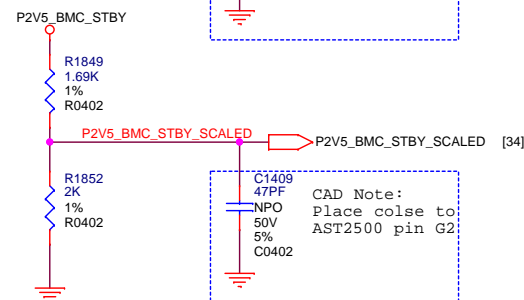 P2V5_BMC_STBY
R1849
1.69K
1%
R0402
P2V5_BMC_STBY_SCALED
P2V5_BMC_STBY_SCALED [34]
R1852
2K
1%
R0402
C1409
47PF
NPO
50V
5%
C0402
CAD Note:
Place colse to
AST2500 pin G2